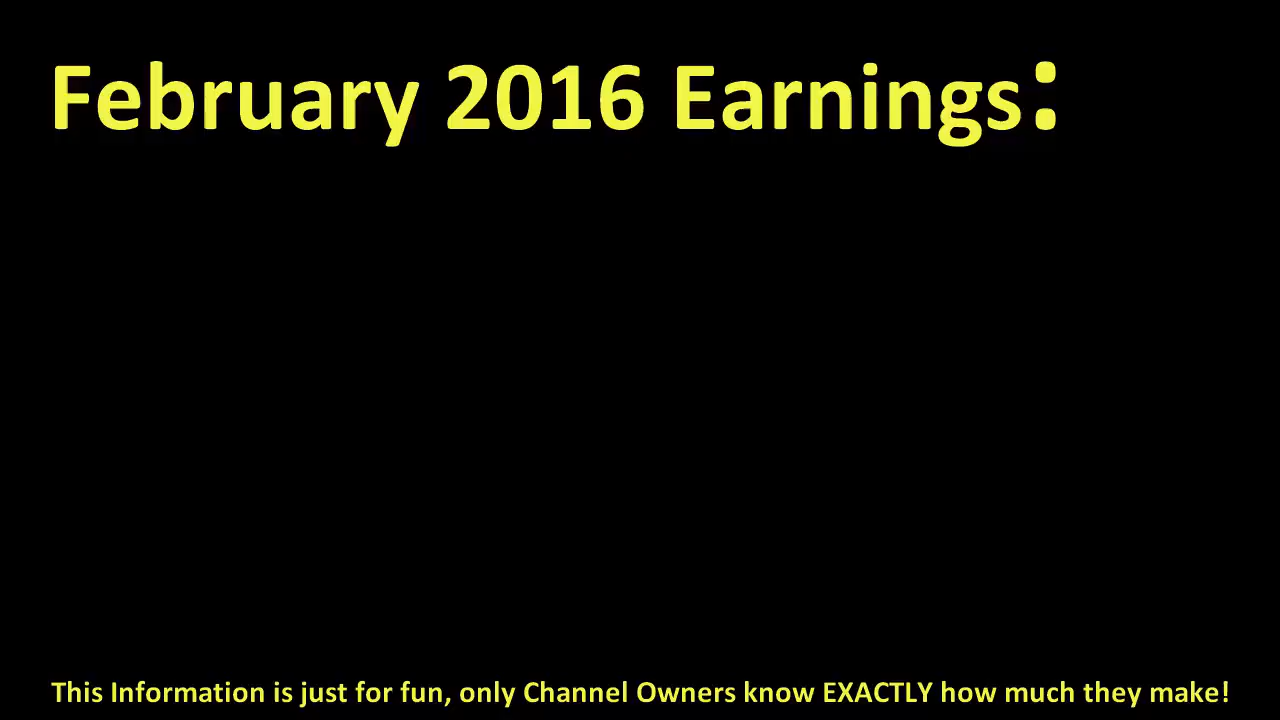 February 2016 Earnings:
This Information is just for fun, only Channel Owners know EXACTLY how much they make!